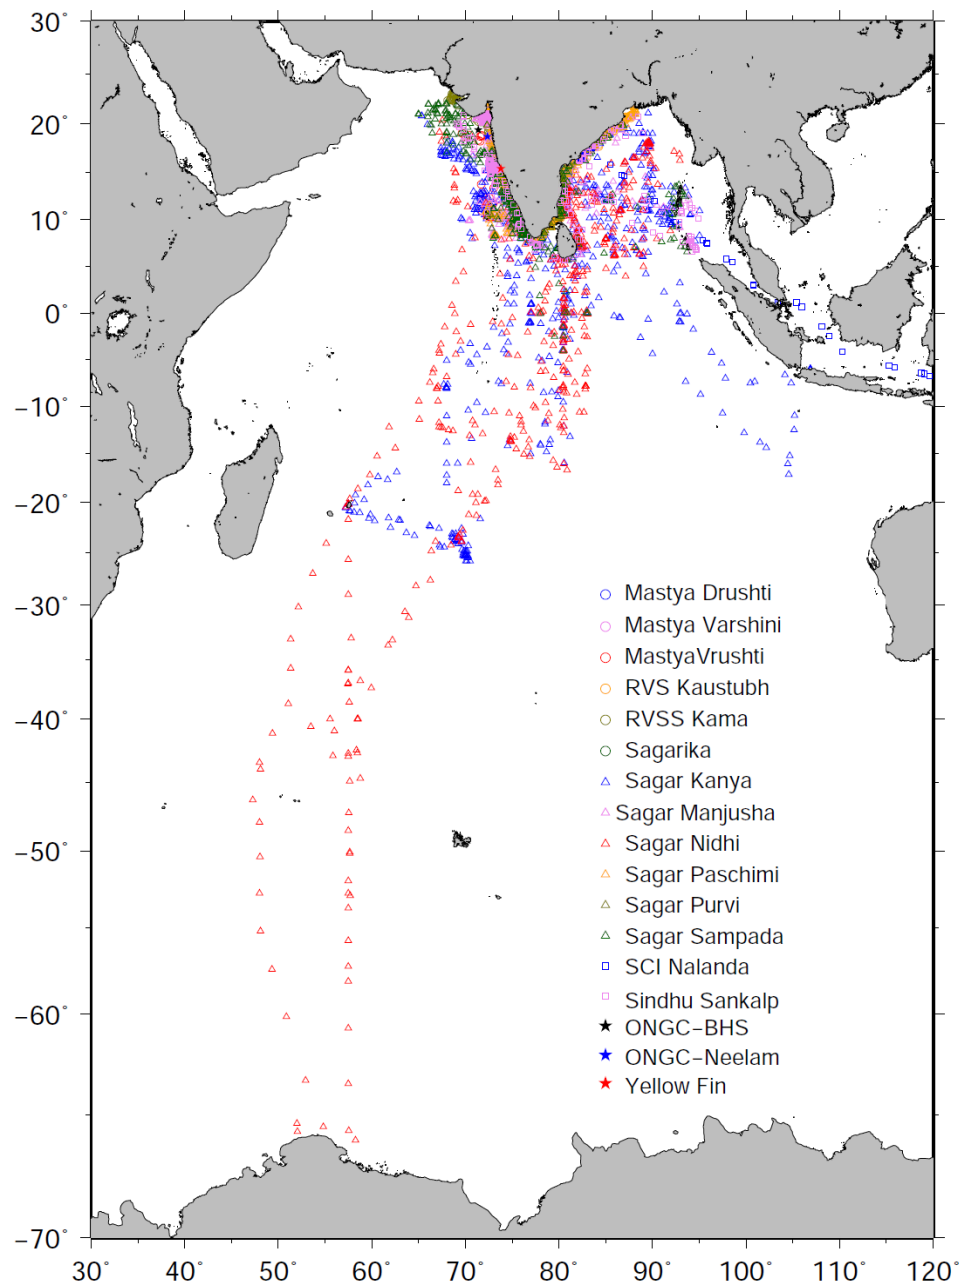 30°
20°
10°
0°
−10°
−20°
−30°
−40°
−50°
−60°
−70°
Mastya Drushti
Mastya Varshini
MastyaVrushti
RVS Kaustubh
RVSS Kama
Sagarika
Sagar Kanya
Sagar Manjusha
Sagar Nidhi
Sagar Paschimi
Sagar Purvi
Sagar Sampada
SCI Nalanda
Sindhu Sankalp
ONGC−BHS
ONGC−Neelam
Yellow Fin
30° 40° 50° 60° 70° 80° 90° 100° 110° 120°